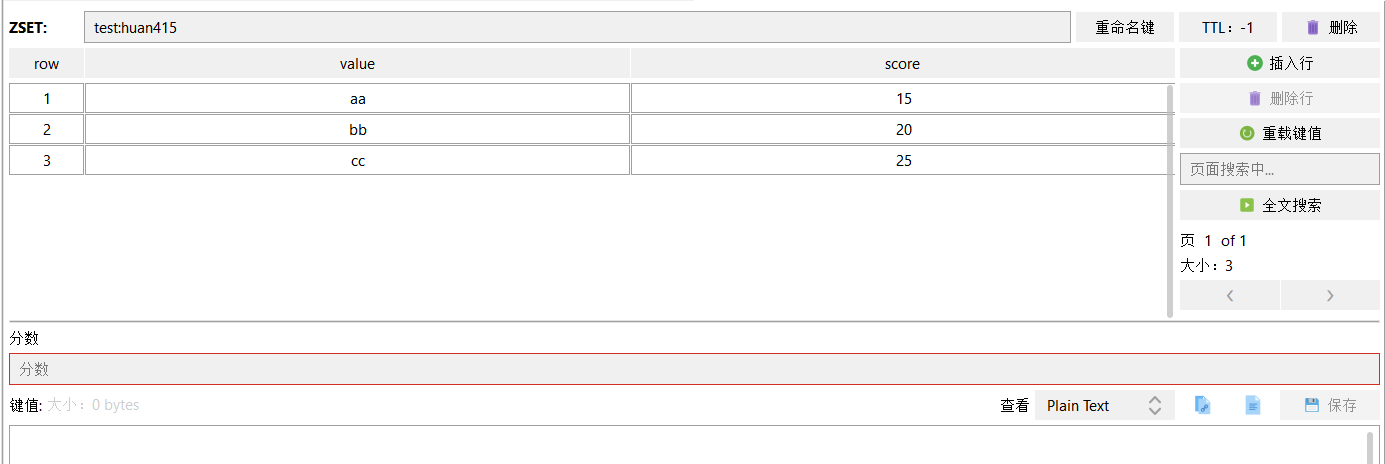 ZSET: test:huan415 重命名键 TTL：-1 删除
row value score 插入行
1 aa 15 删除行
2 bb 20 重载键值
3 cc 25
页面搜索中...
全文搜索
页 1 of 1
大小：3
分数
分数
键值: 大小：0 bytes 查看 Plain Text 保存